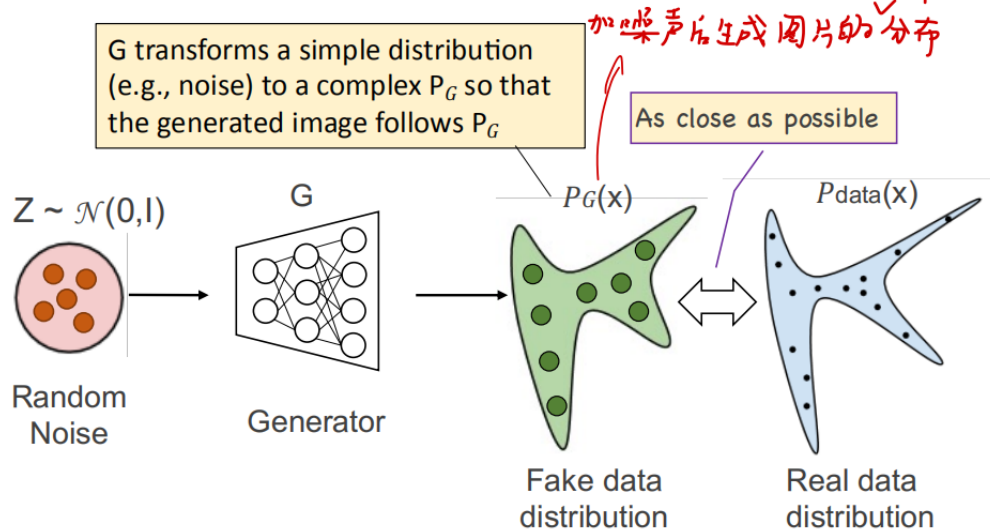 加噪声后生成图片的分布
G transforms a simple distribution
(e.g., noise) to a complex P_G so that
the generated image follows P_G
As close as possible
Z ~ 𝒩(0,I)
G
P_G(x)
Pdata(x)
Random
Noise
Generator
Fake data
distribution
Real data
distribution